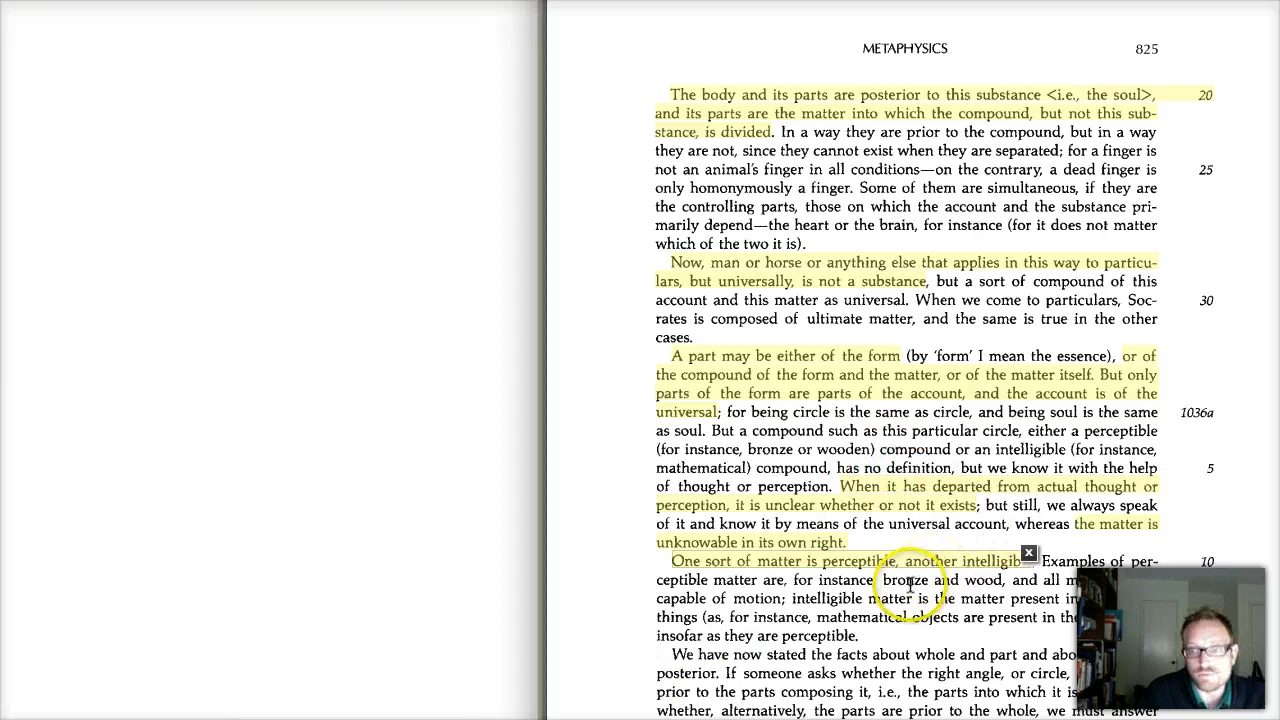 METAPHYSICS 825
The body and its parts are posterior to this substance <i.e., the soul>, 20
and its parts are the matter into which the compound, but not this sub-
stance, is divided. In a way they are prior to the compound, but in a way
they are not, since they cannot exist when they are separated; for a finger is
not an animal's finger in all conditions—on the contrary, a dead finger is 25
only homonymously a finger. Some of them are simultaneous, if they are
the controlling parts, those on which the account and the substance pri-
marily depend—the heart or the brain, for instance (for it does not matter
which of the two it is).
Now, man or horse or anything else that applies in this way to particu-
lars, but universally, is not a substance, but a sort of compound of this
account and this matter as universal. When we come to particulars, Soc- 30
rates is composed of ultimate matter, and the same is true in the other
cases.
A part may be either of the form (by 'form' I mean the essence), or of
the compound of the form and the matter, or of the matter itself. But only
parts of the form are parts of the account, and the account is of the
universal; for being circle is the same as circle, and being soul is the same 1036a
as soul. But a compound such as this particular circle, either a perceptible
(for instance, bronze or wooden) compound or an intelligible (for instance,
mathematical) compound, has no definition, but we know it with the help 5
of thought or perception. When it has departed from actual thought or
perception, it is unclear whether or not it exists; but still, we always speak
of it and know it by means of the universal account, whereas the matter is
unknowable in its own right.
One sort of matter is perceptible, another Examples of per- 10
ceptible matter are, for instance, bronze and wood, and all
capable of motion; intelligible matter is the matter present in
things (as, for instance, mathematical objects are present in
insofar as they are perceptible.
We have now stated the facts about whole and part and
posterior. If someone asks whether the right angle, or circle,
prior to the parts composing it, i.e., the parts into which it is
whether, alternatively, the parts are prior to the whole, we must answer